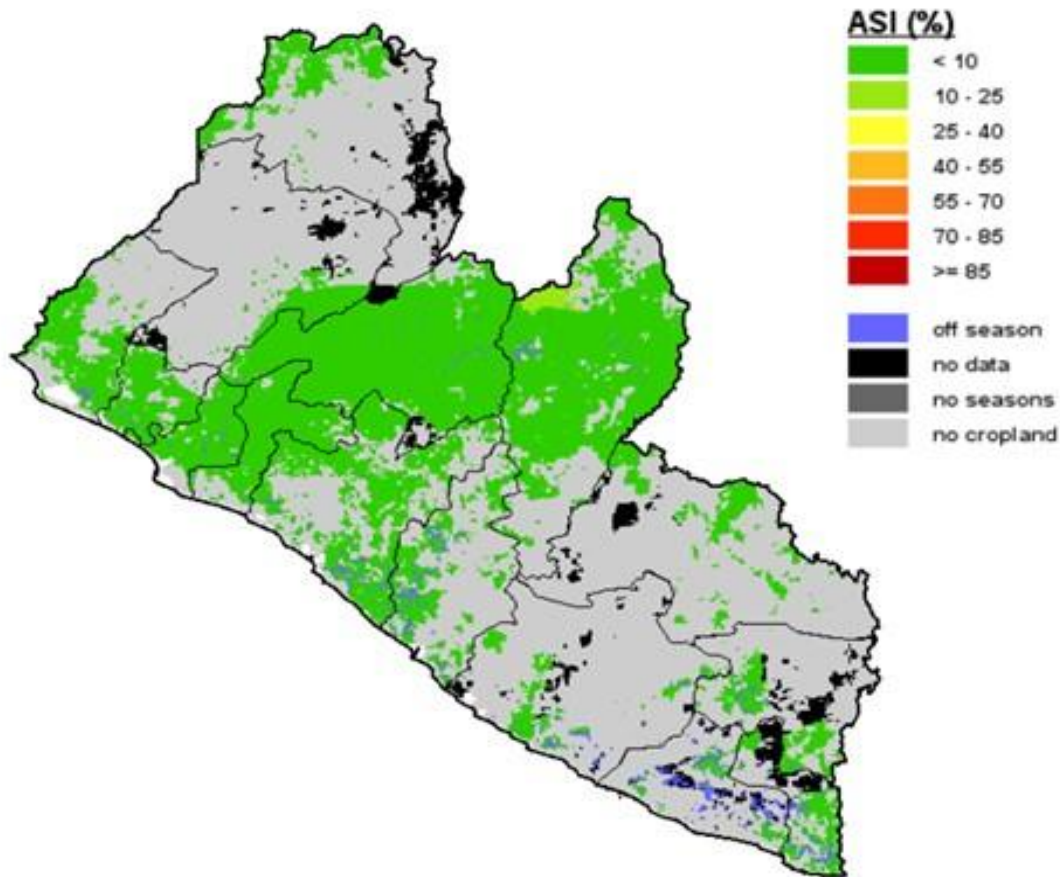 ASI (%)
< 10
10 - 25
25 - 40
40 - 55
55 - 70
70 - 85
>= 85
off season
no data
no seasons
no cropland